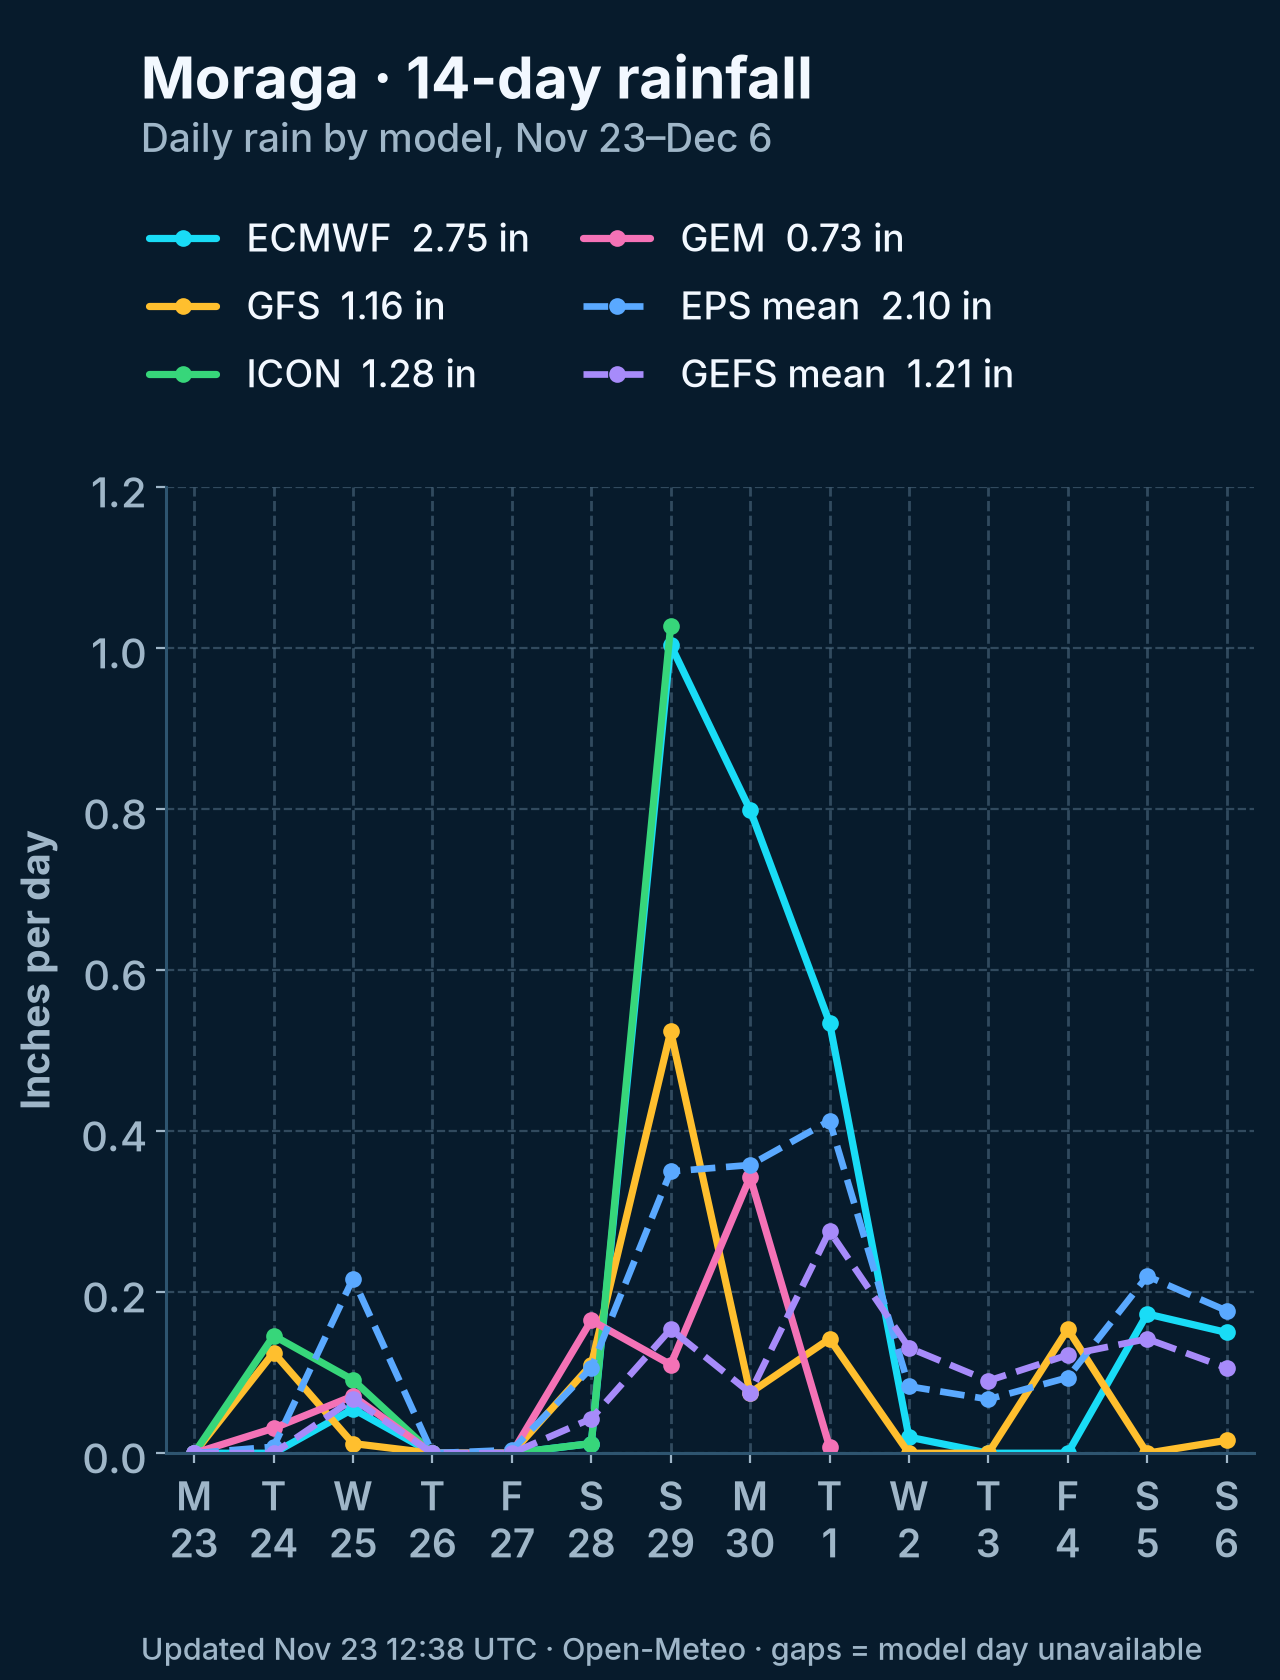 Moraga · 14-day rainfall
Daily rain by model, Nov 23–Dec 6
ECMWF 2.75 in
GEM 0.73 in
GFS 1.16 in
EPS mean 2.10 in
ICON 1.28 in
GEFS mean 1.21 in
Inches per day
1.2
1.0
0.8
0.6
0.4
0.2
0.0
M T W T F S S M T W T F S S
23 24 25 26 27 28 29 30 1 2 3 4 5 6
Updated Nov 23 12:38 UTC · Open-Meteo · gaps = model day unavailable